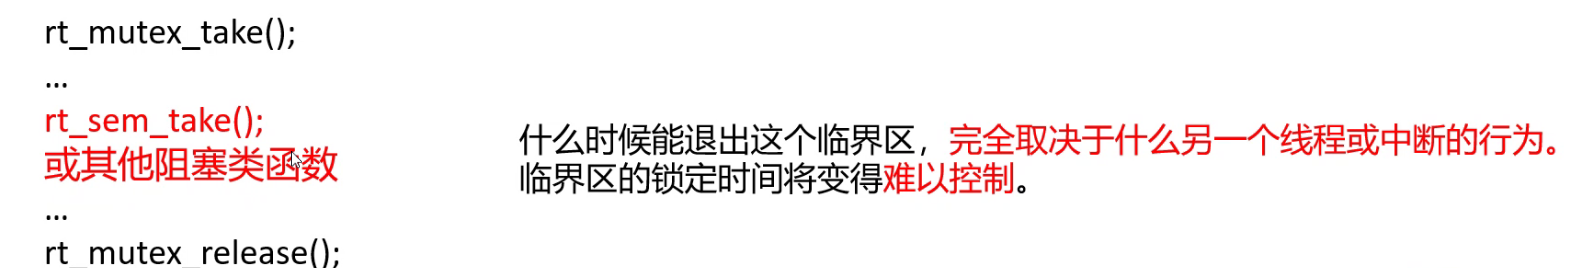 rt_mutex_take();
...
rt_sem_take();
或其他阻塞类函数
...
rt_mutex_release();
什么时候能退出这个临界区，完全取决于什么另一个线程或中断的行为。
临界区的锁定时间将变得难以控制。